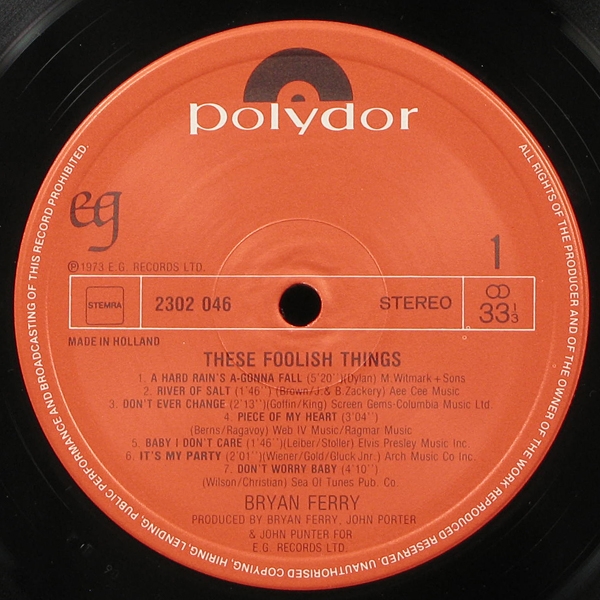 polydor
eg
1
Ⓟ 1973 E.G. RECORDS LTD.
STEMRA
2302 046
STEREO
33 1/3
MADE IN HOLLAND
THESE FOOLISH THINGS
1. A HARD RAIN'S A-GONNA FALL (5'20'')(Dylan) M.Witmark+Sons
2. RIVER OF SALT (1'46'')(Brown/J.& B.Zackery) Aee Cee Music
3. DON'T EVER CHANGE (2'13'')(Goffin/King) Screen Gems-Columbia Music Ltd.
4. PIECE OF MY HEART (3'04'')
(Berns/Ragavoy) Web IV Music/Ragmar Music
5. BABY I DON'T CARE (1'46'')(Leiber/Stoller) Elvis Presley Music Inc.
6. IT'S MY PARTY (2'01'')(Wiener/Gold/Gluck Jnr.) Arch Music Co Inc.
7. DON'T WORRY BABY (4'10'')
(Wilson/Christian) Sea Of Tunes Pub. Co.
BRYAN FERRY
PRODUCED BY BRYAN FERRY, JOHN PORTER
& JOHN PUNTER FOR
E.G. RECORDS LTD.
ALL RIGHTS OF THE PRODUCER AND OF THE OWNER OF THE WORK REPRODUCED RESERVED. UNAUTHORISED COPYING, HIRING, LENDING, PUBLIC PERFORMANCE AND BROADCASTING OF THIS RECORD PROHIBITED.